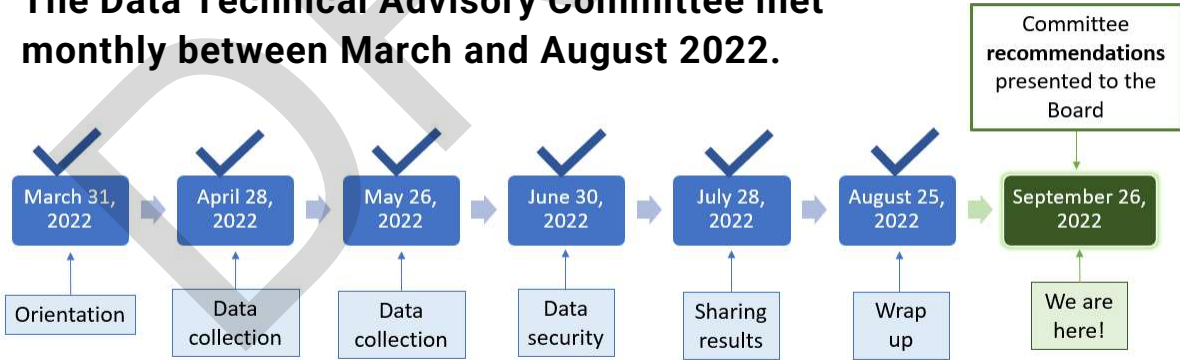 The Data Technical Advisory Committee met
monthly between March and August 2022.
Committee
recommendations
presented to the
Board
March 31,
2022
April 28,
2022
May 26,
2022
June 30,
2022
July 28,
2022
August 25,
2022
September 26,
2022
Orientation
Data
collection
Data
collection
Data
security
Sharing
results
Wrap
up
We are
here!